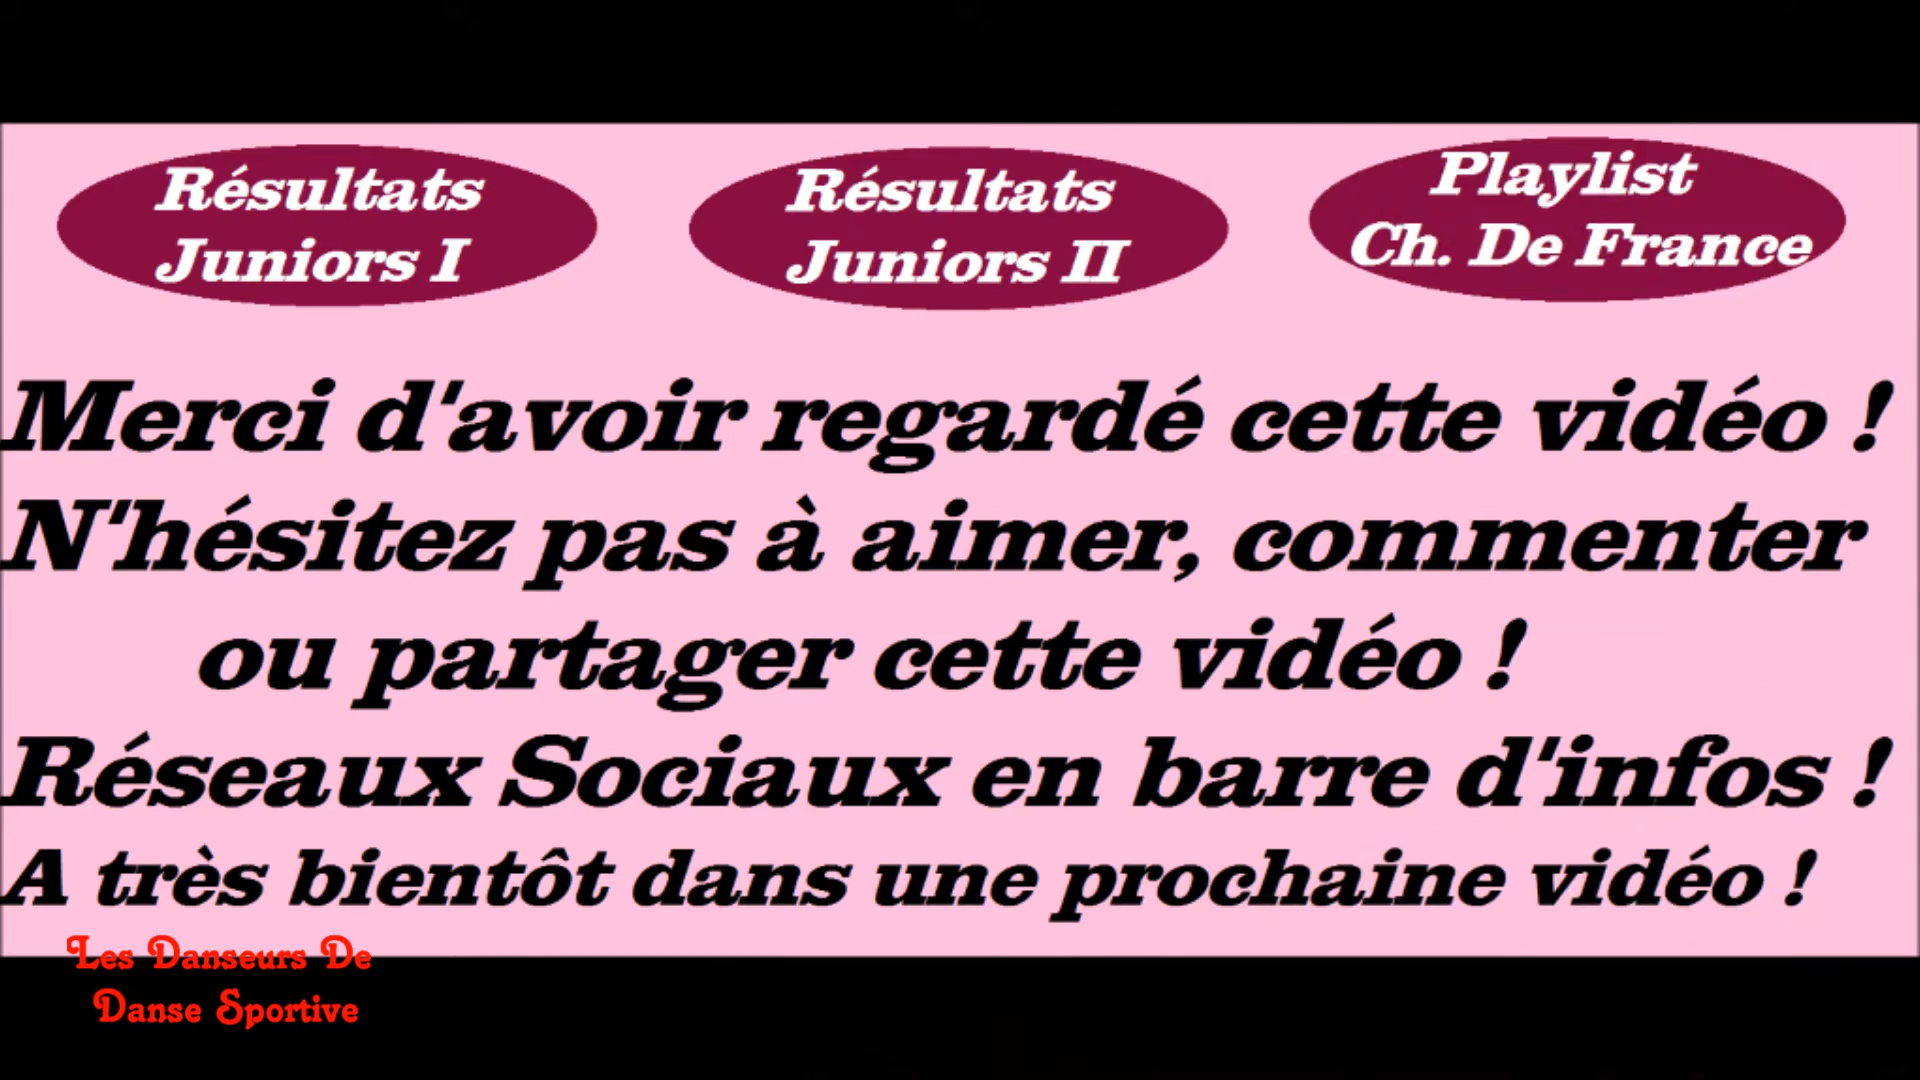 Résultats
Juniors I
Résultats
Juniors II
Playlist
Ch. De France
Merci d'avoir regardé cette vidéo !
N'hésitez pas à aimer, commenter
ou partager cette vidéo !
Réseaux Sociaux en barre d'infos !
A très bientôt dans une prochaine vidéo !
Les Danseurs De
Danse Sportive